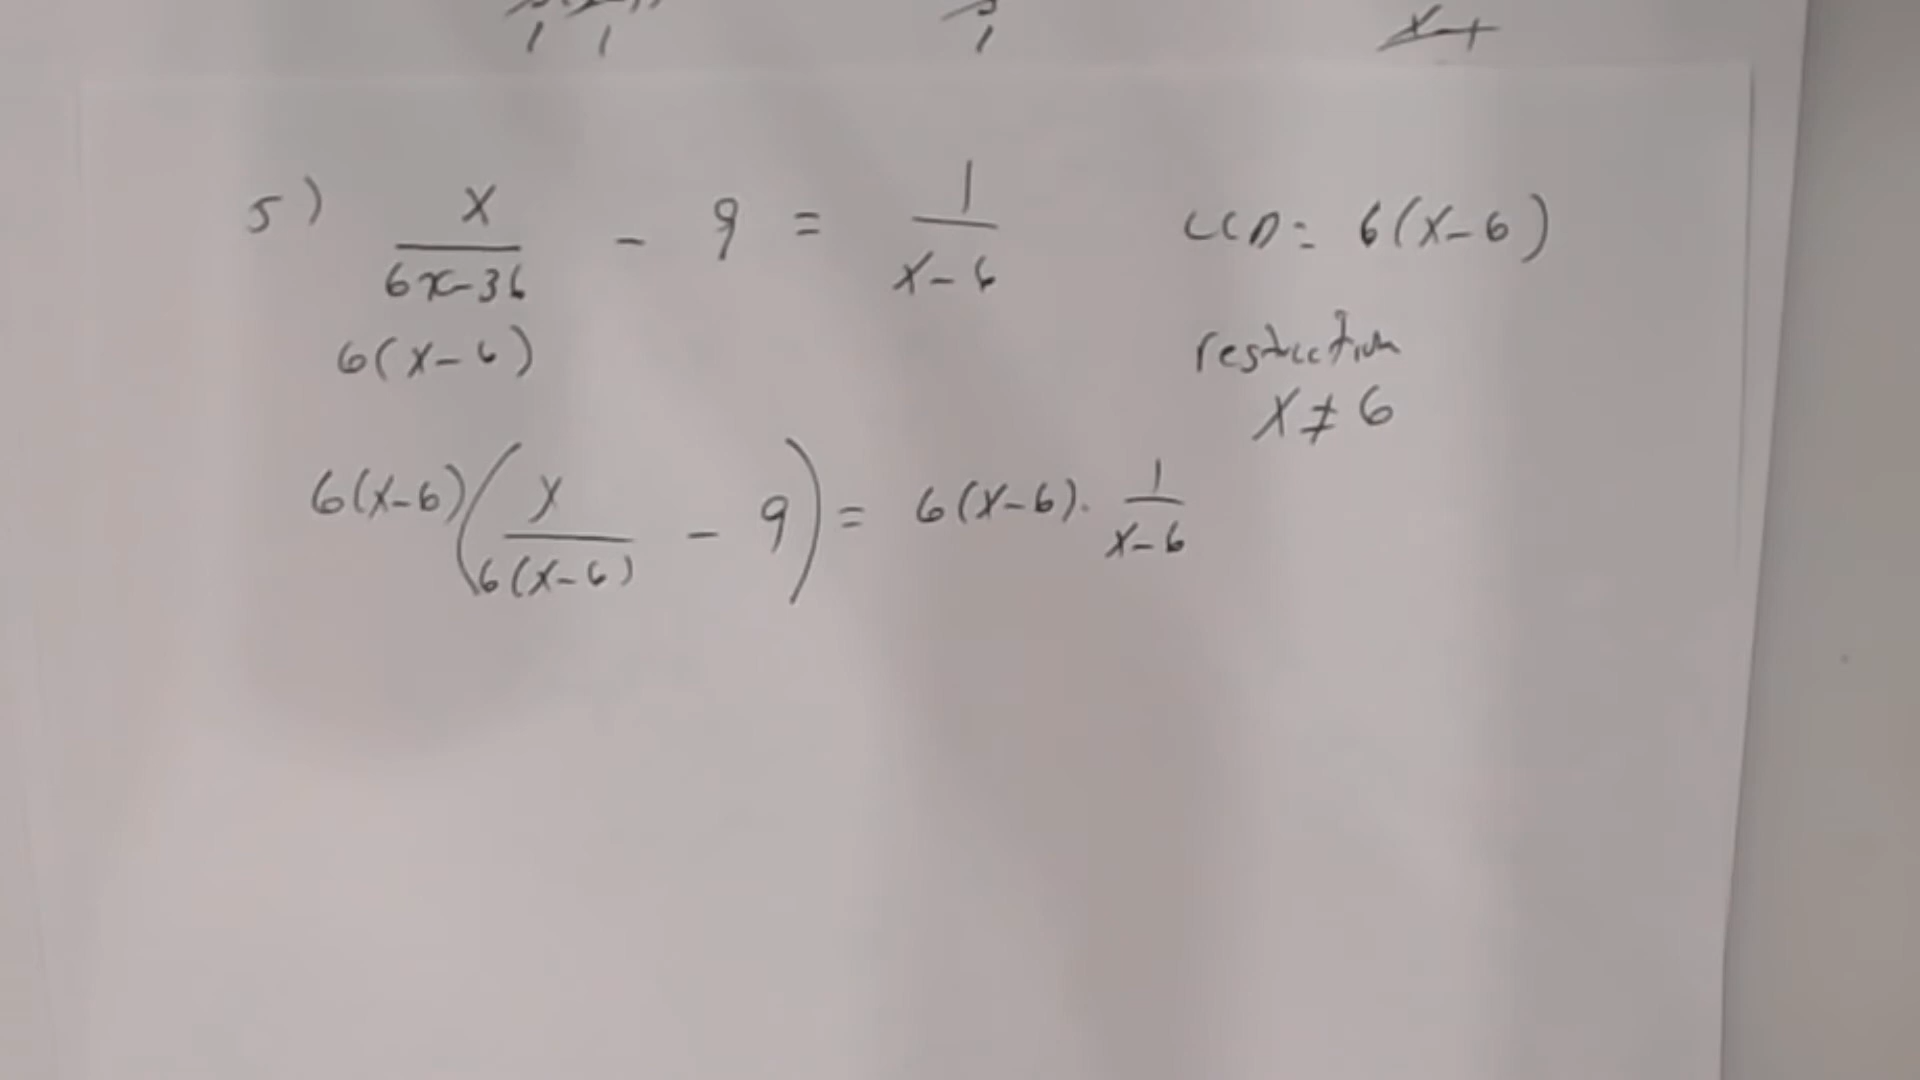 5) x/(6x-36) - 9 = 1/(x-6) LCD = 6(x-6)
6(x-6) restriction
x ≠ 6
6(x-6)(x/(6(x-6)) - 9) = 6(x-6) · 1/(x-6)